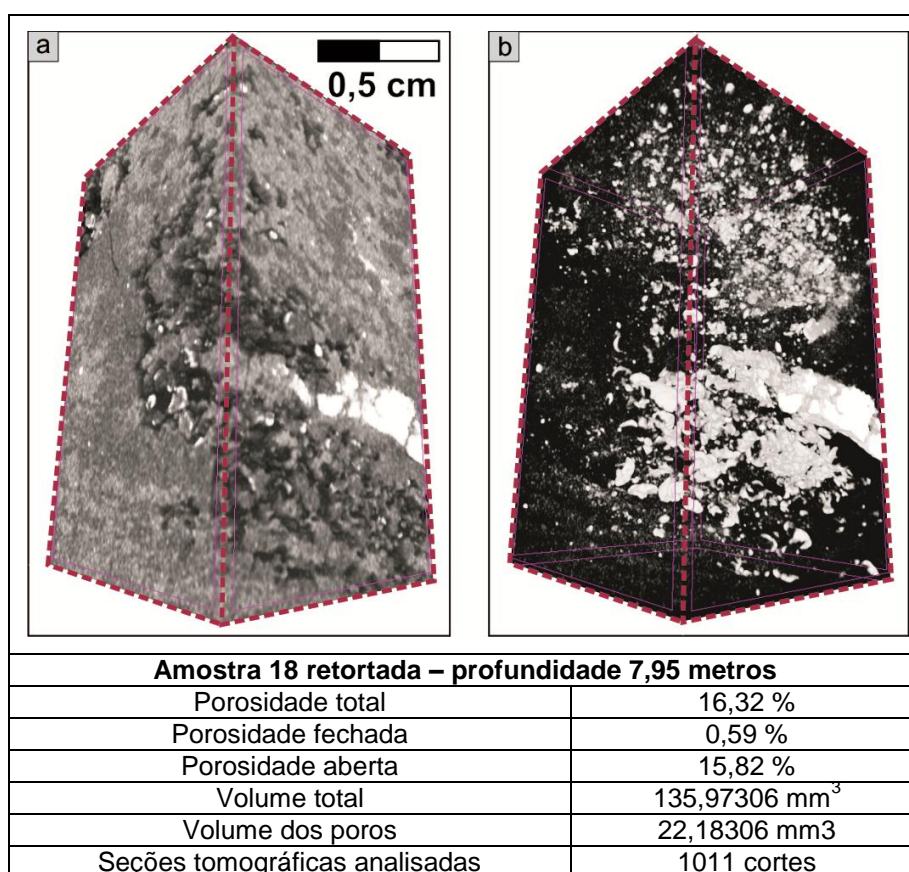 a
0,5 cm
b
Amostra 18 retortada – profundidade 7,95 metros
Porosidade total 16,32 %
Porosidade fechada 0,59 %
Porosidade aberta 15,82 %
Volume total 135,97306 mm³
Volume dos poros 22,18306 mm3
Seções tomográficas analisadas 1011 cortes